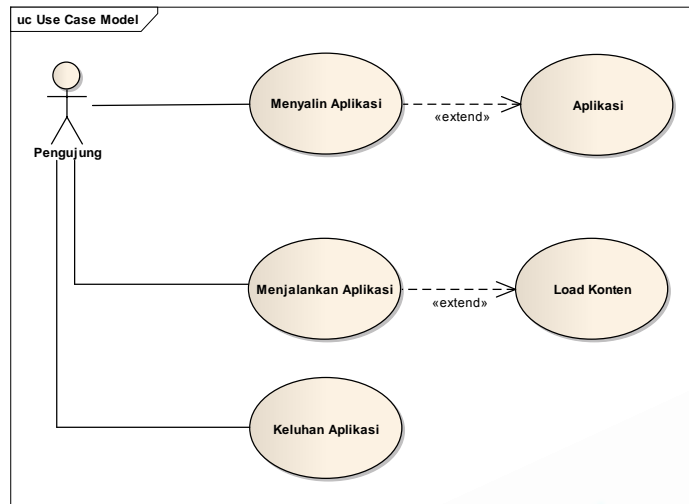 uc Use Case Model
Pengujung
Menyalin Aplikasi
«extend»
Aplikasi
Menjalankan Aplikasi
«extend»
Load Konten
Keluhan Aplikasi